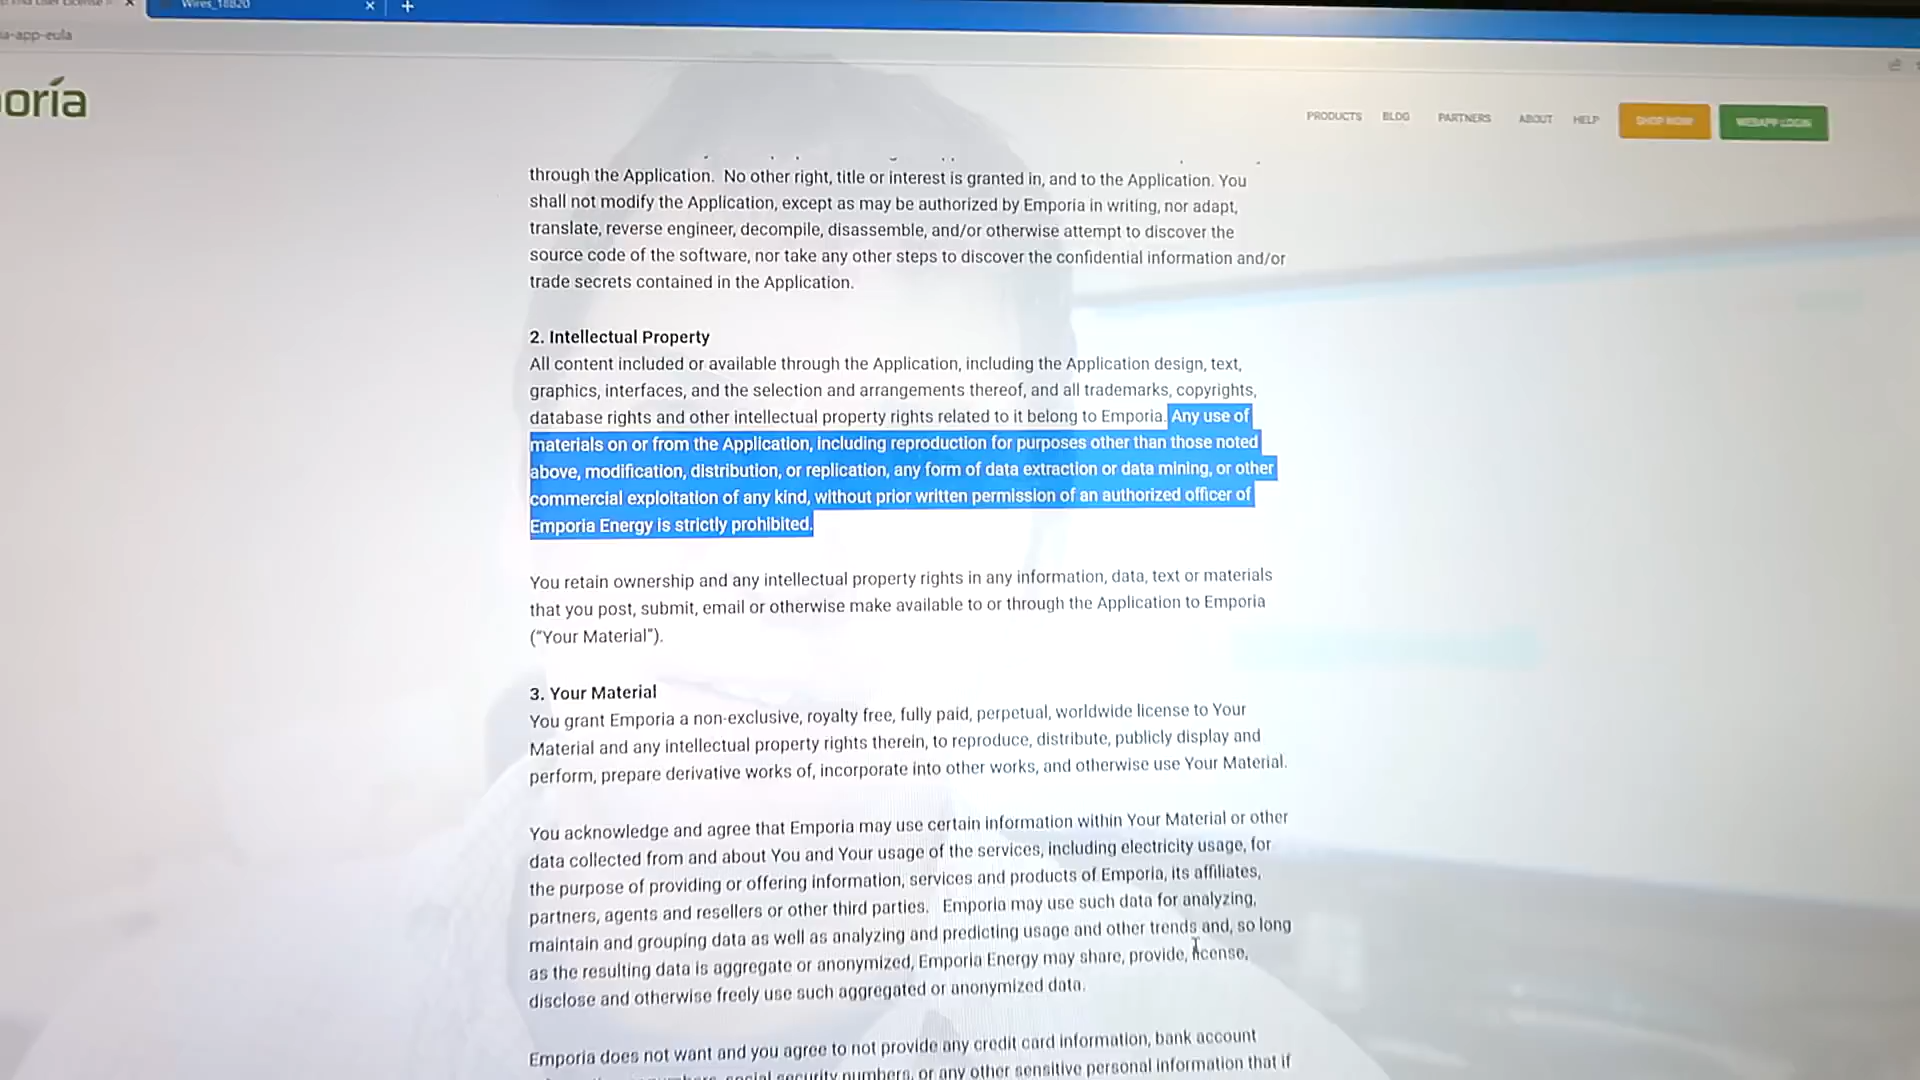 Wires_18820
ia-app-eula
oría
PRODUCTS BLOG PARTNERS ABOUT HELP SHOP NOW WEBAPP LOGIN
through the Application. No other right, title or interest is granted in, and to the Application. You
shall not modify the Application, except as may be authorized by Emporia in writing, nor adapt,
translate, reverse engineer, decompile, disassemble, and/or otherwise attempt to discover the
source code of the software, nor take any other steps to discover the confidential information and/or
trade secrets contained in the Application.
2. Intellectual Property
All content included or available through the Application, including the Application design, text,
graphics, interfaces, and the selection and arrangements thereof, and all trademarks, copyrights,
database rights and other intellectual property rights related to it belong to Emporia. Any use of
materials on or from the Application, including reproduction for purposes other than those noted
above, modification, distribution, or replication, any form of data extraction or data mining, or other
commercial exploitation of any kind, without prior written permission of an authorized officer of
Emporia Energy is strictly prohibited.
You retain ownership and any intellectual property rights in any information, data, text or materials
that you post, submit, email or otherwise make available to or through the Application to Emporia
("Your Material").
3. Your Material
You grant Emporia a non-exclusive, royalty free, fully paid, perpetual, worldwide license to Your
Material and any intellectual property rights therein, to reproduce, distribute, publicly display and
perform, prepare derivative works of, incorporate into other works, and otherwise use Your Material.
You acknowledge and agree that Emporia may use certain information within Your Material or other
data collected from and about You and Your usage of the services, including electricity usage, for
the purpose of providing or offering information, services and products of Emporia, its affiliates,
partners, agents and resellers or other third parties. Emporia may use such data for analyzing,
maintain and grouping data as well as analyzing and predicting usage and other trends and, so long
as the resulting data is aggregate or anonymized, Emporia Energy may share, provide, license,
disclose and otherwise freely use such aggregated or anonymized data.
Emporia does not want and you agree to not provide any credit card information, bank account
social security numbers, or any other sensitive personal information that if